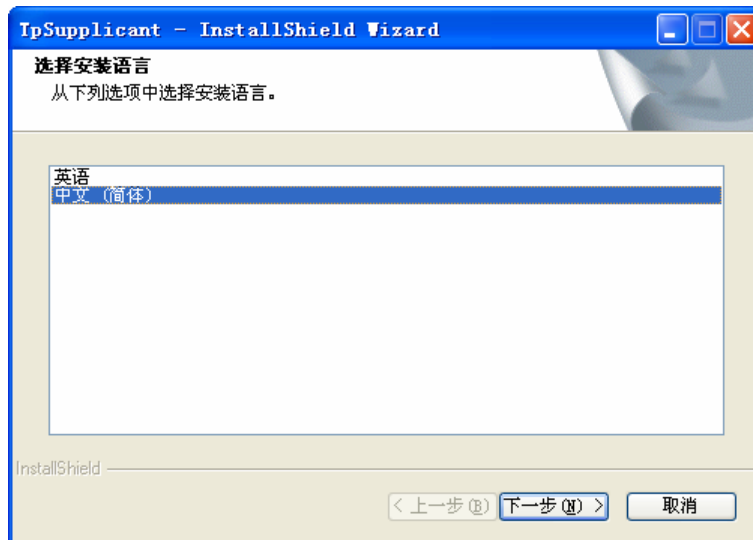 TpSupplicant - InstallShield Wizard
选择安装语言
从下列选项中选择安装语言。
英语
中文 (简体)
InstallShield
< 上一步(B) 下一步(N) > 取消